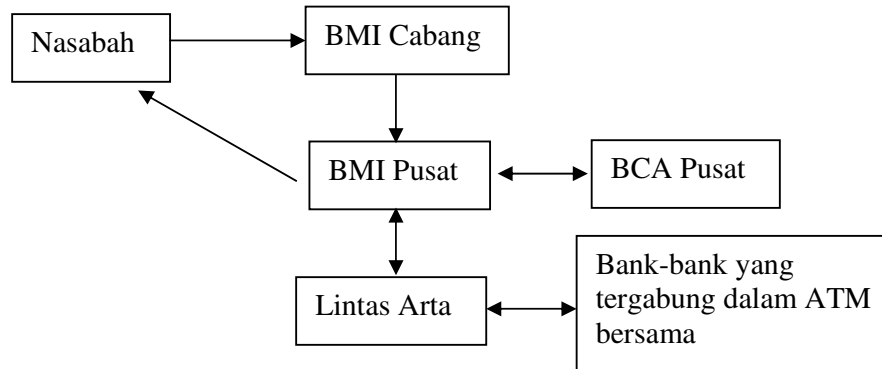 Nasabah
BMI Cabang
BMI Pusat
BCA Pusat
Lintas Arta
Bank-bank yang
tergabung dalam ATM
bersama